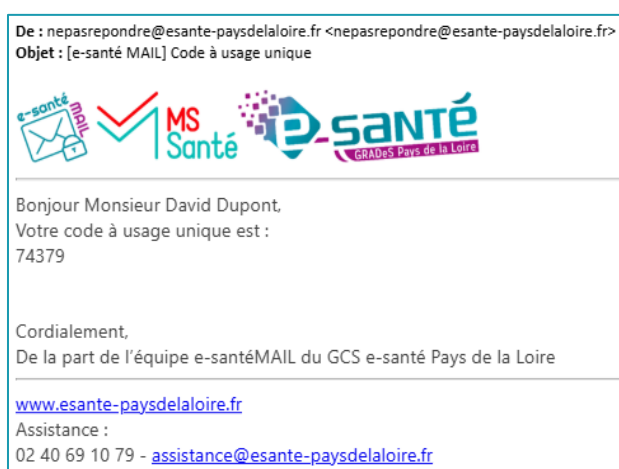 De : nepasrepondre@esante-paysdelaloire.fr <nepasrepondre@esante-paysdelaloire.fr>
Objet : [e-santé MAIL] Code à usage unique
e-santé MAIL
MS Santé
e-santé
GRADeS Pays de la Loire
Bonjour Monsieur David Dupont,
Votre code à usage unique est :
74379
Cordialement,
De la part de l'équipe e-santéMAIL du GCS e-santé Pays de la Loire
www.esante-paysdelaloire.fr
Assistance :
02 40 69 10 79 - assistance@esante-paysdelaloire.fr